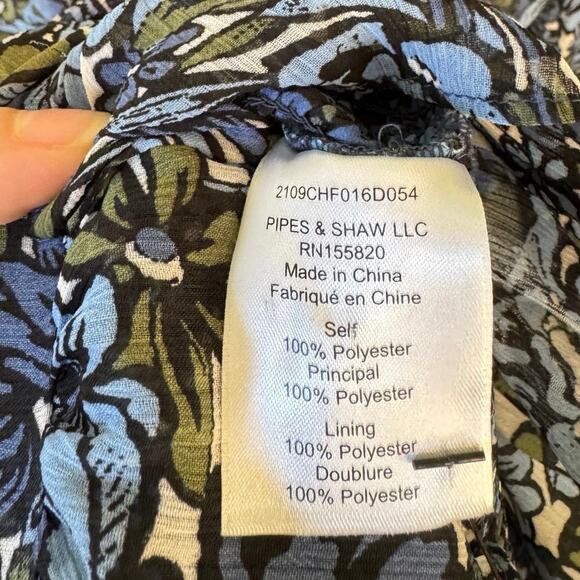 2109CHF016D054
PIPES & SHAW LLC
RN155820
Made in China
Fabriqué en Chine
Self
100% Polyester
Principal
100% Polyester
Lining
100% Polyester
Doublure
100% Polyester